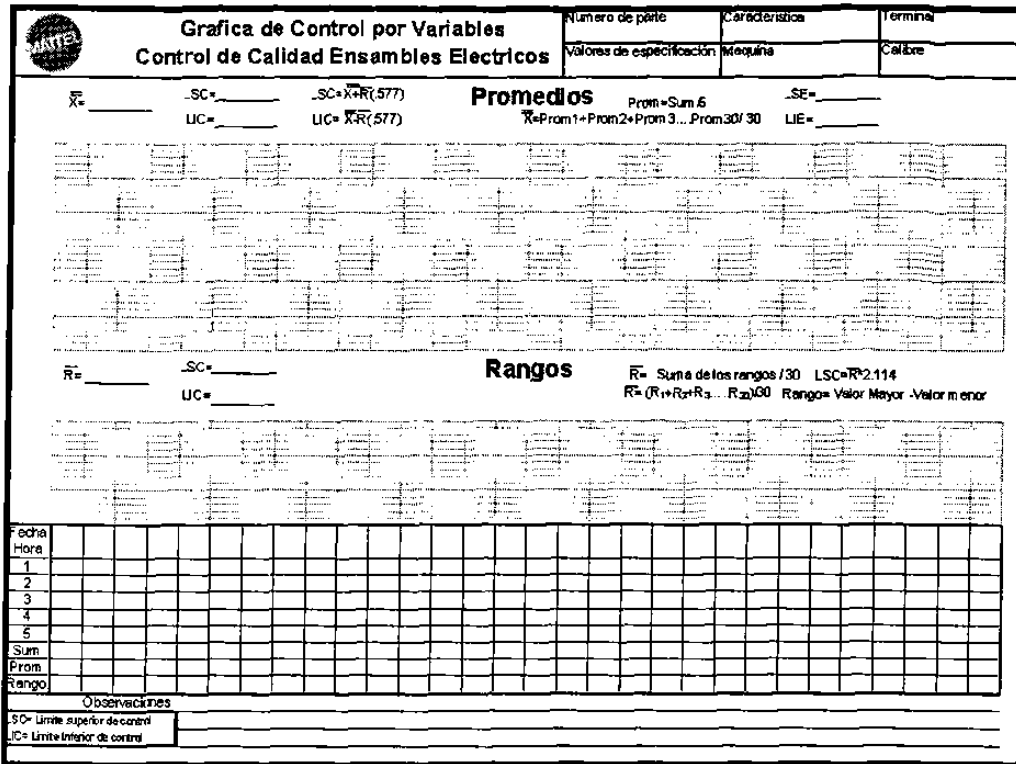 MATTEL
Grafica de Control por Variables
Control de Calidad Ensambles Electricos
Numero de parte
Caracteristica
Terminal
Valores de especificación
Maquina
Calibre
X̿=
LSC=
LSC=X̿+R̅(.577)
Promedios
Prom=Sum/5
LSE=
LIC=
LIC= X̿-R̅(.577)
X̿=Prom1+Prom2+Prom3....Prom30/ 30
LIE=
R̅=
LSC=
Rangos
R̅= Suma de los rangos /30 LSC=R̅*2.114
LIC=
R̅= (R₁+R₂+R₃....R₃₀)/30 Rango= Valor Mayor -Valor menor
Fecha
Hora
1
2
3
4
5
Sum
Prom
Rango
Observaciones
LSC= Limite superior de control
LIC= Limite Inferior de control